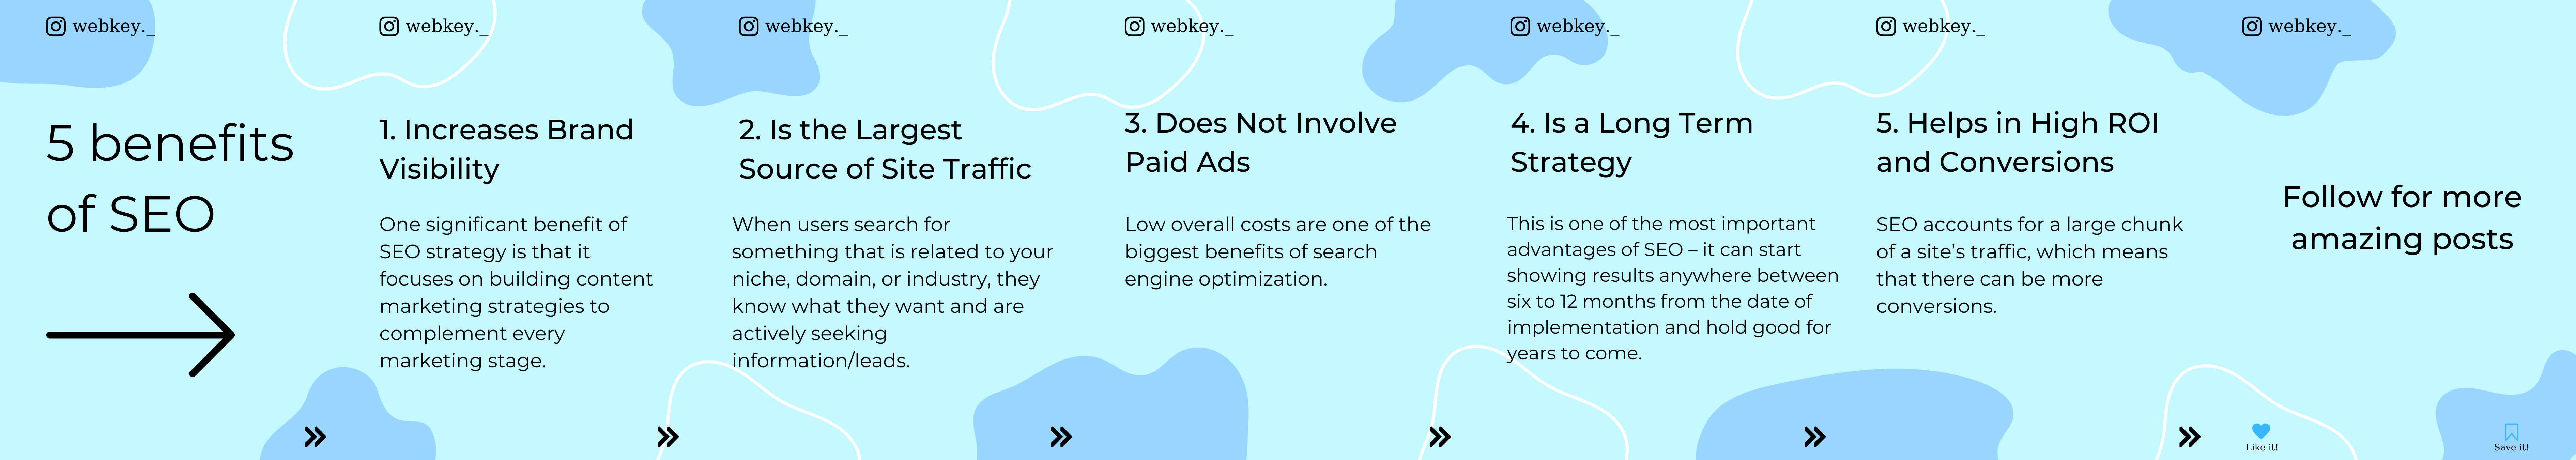 webkey._
5 benefits
of SEO
webkey._
1. Increases Brand
Visibility
One significant benefit of
SEO strategy is that it
focuses on building content
marketing strategies to
complement every
marketing stage.
webkey._
2. Is the Largest
Source of Site Traffic
When users search for
something that is related to your
niche, domain, or industry, they
know what they want and are
actively seeking
information/leads.
webkey._
3. Does Not Involve
Paid Ads
Low overall costs are one of the
biggest benefits of search
engine optimization.
webkey._
4. Is a Long Term
Strategy
This is one of the most important
advantages of SEO – it can start
showing results anywhere between
six to 12 months from the date of
implementation and hold good for
years to come.
webkey._
5. Helps in High ROI
and Conversions
SEO accounts for a large chunk
of a site’s traffic, which means
that there can be more
conversions.
webkey._
Follow for more
amazing posts
Like it!
Save it!